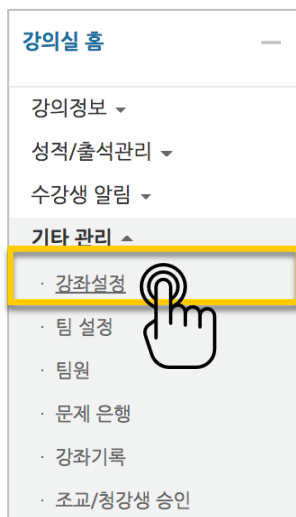 강의실 홈
강의정보
성적/출석관리
수강생 알림
기타 관리
· 강좌설정
· 팀 설정
· 팀원
· 문제 은행
· 강좌기록
· 조교/청강생 승인